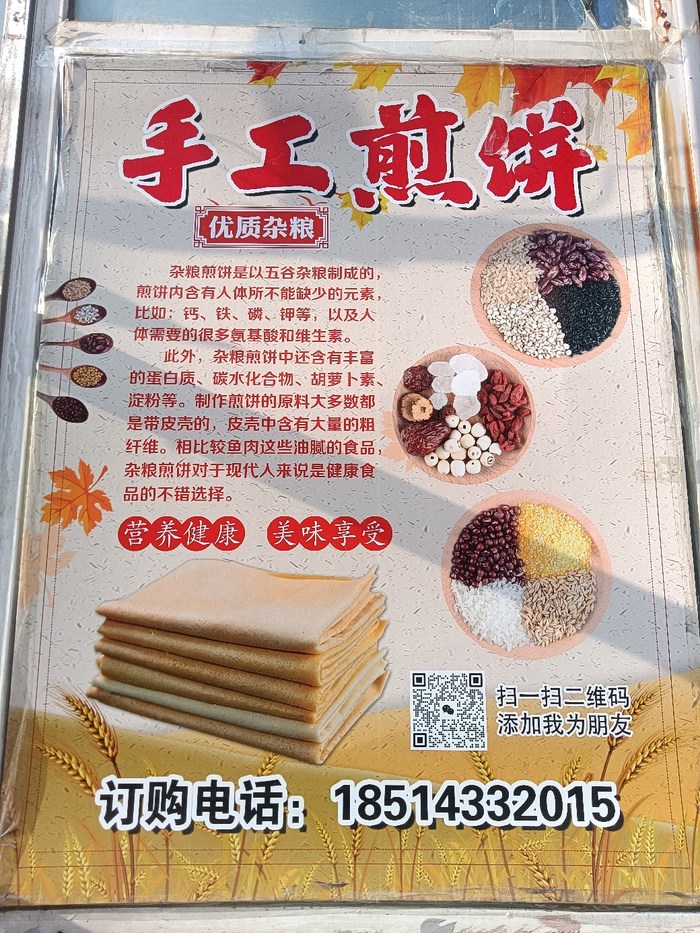 手工煎饼
优质杂粮
杂粮煎饼是以五谷杂粮制成的，
煎饼内含有人体所不能缺少的元素，
比如：钙、铁、磷、钾等，以及人
体需要的很多氨基酸和维生素。
此外，杂粮煎饼中还含有丰富
的蛋白质、碳水化合物、胡萝卜素、
淀粉等。制作煎饼的原料大多数都
是带皮壳的，皮壳中含有大量的粗
纤维。相比较鱼肉这些油腻的食品，
杂粮煎饼对于现代人来说是健康食
品的不错选择。
营养健康 美味享受
扫一扫二维码
添加我为朋友
订购电话：18514332015